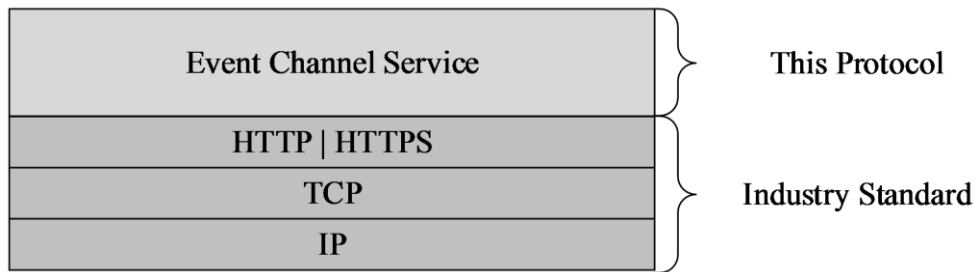 Event Channel Service
This Protocol
HTTP | HTTPS
TCP
Industry Standard
IP